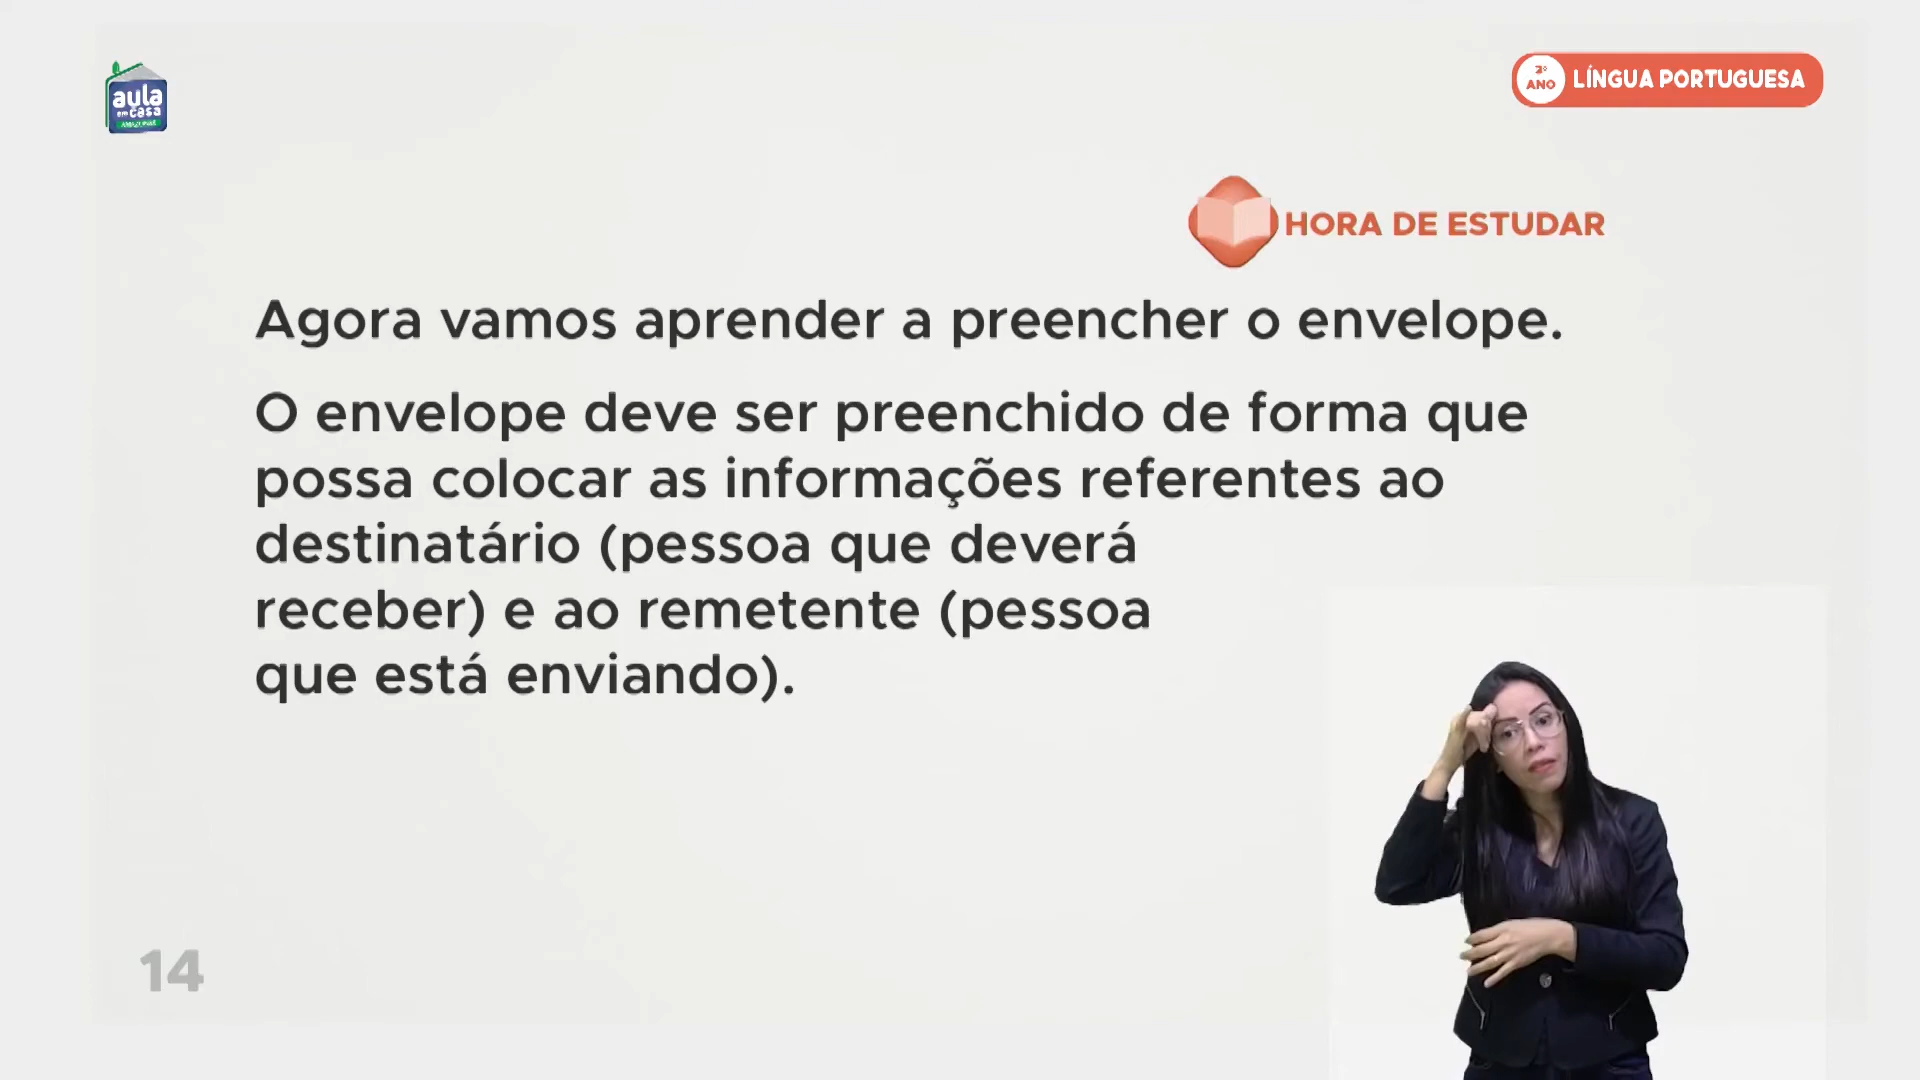 aula
em casa
2º
ANO
LÍNGUA PORTUGUESA
HORA DE ESTUDAR
Agora vamos aprender a preencher o envelope.
O envelope deve ser preenchido de forma que
possa colocar as informações referentes ao
destinatário (pessoa que deverá
receber) e ao remetente (pessoa
que está enviando).
14